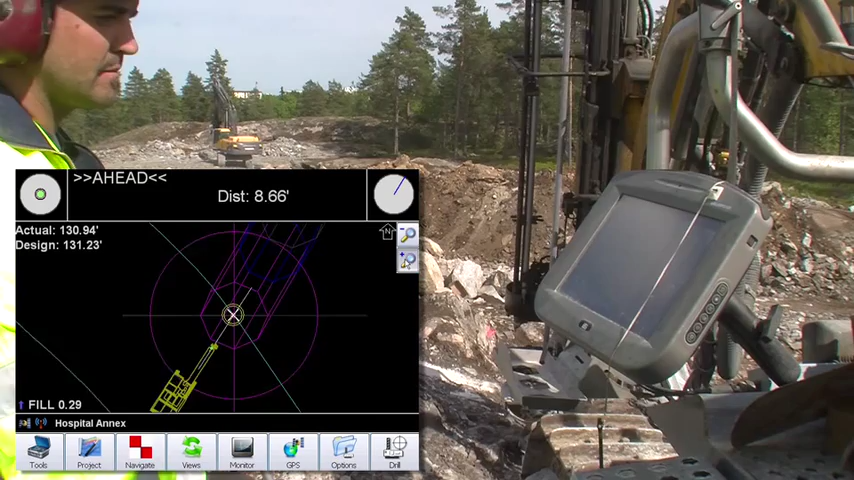 >>AHEAD<<
Dist: 8.66'
Actual: 130.94'
Design: 131.23'
N
FILL 0.29
Hospital Annex
Tools
Project
Navigate
Views
Monitor
GPS
Options
Drill